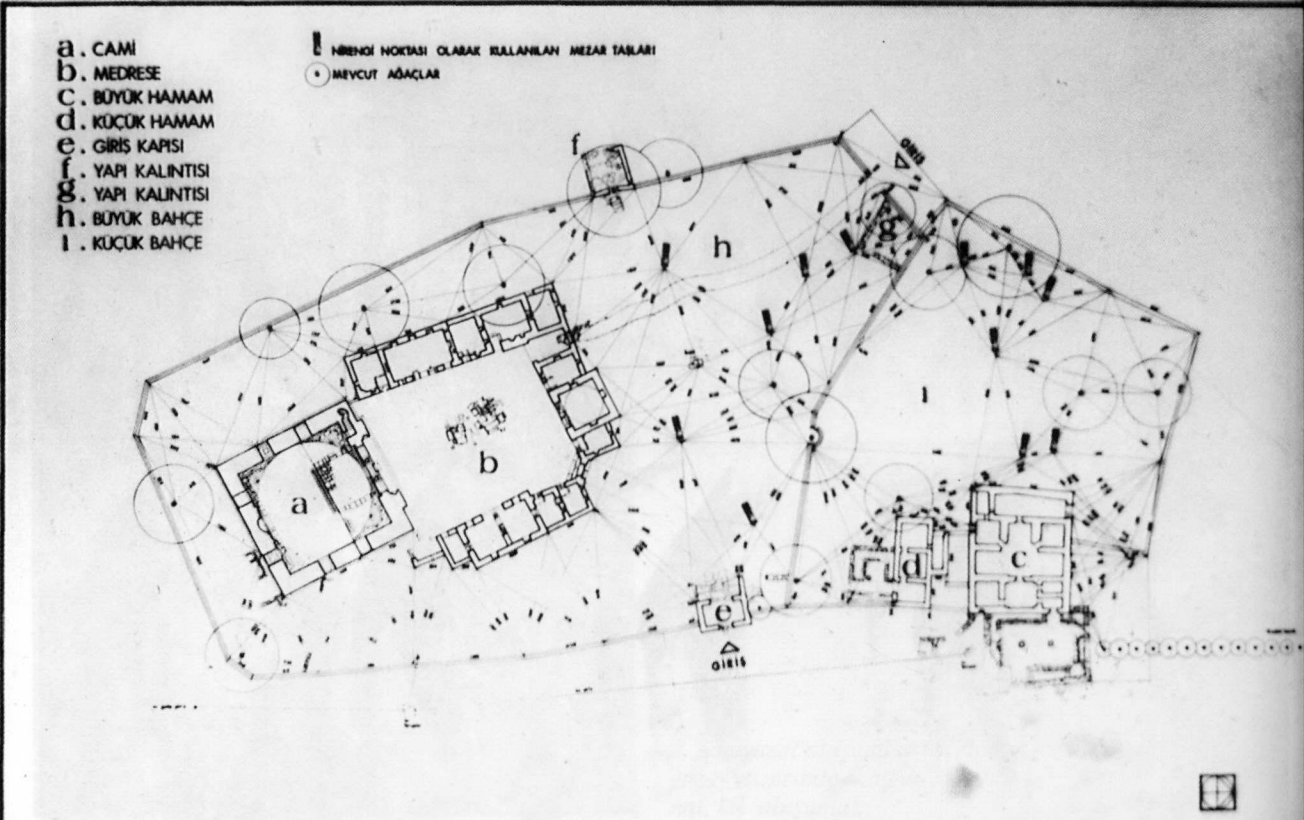 a. CAMİ
b. MEDRESE
c. BÜYÜK HAMAM
d. KÜÇÜK HAMAM
e. GİRİŞ KAPISI
f. YAPI KALINTISI
g. YAPI KALINTISI
h. BÜYÜK BAHÇE
ı. KÜÇÜK BAHÇE
NİRENGİ NOKTASI OLARAK KULLANILAN MEZAR TAŞLARI
MEVCUT AĞAÇLAR
f
GİRİŞ
g
h
ı
b
a
d
c
e
GİRİŞ